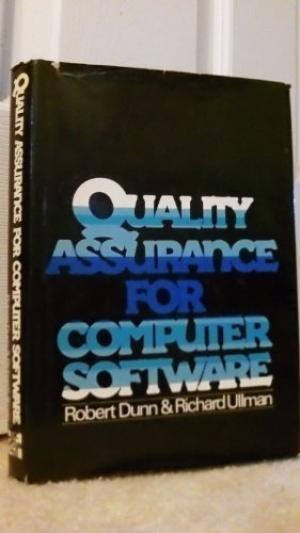 QUALITY
ASSURANCE
FOR
COMPUTER
SOFTWARE
Robert Dunn & Richard Ullman
QUALITY ASSURANCE FOR COMPUTER SOFTWARE